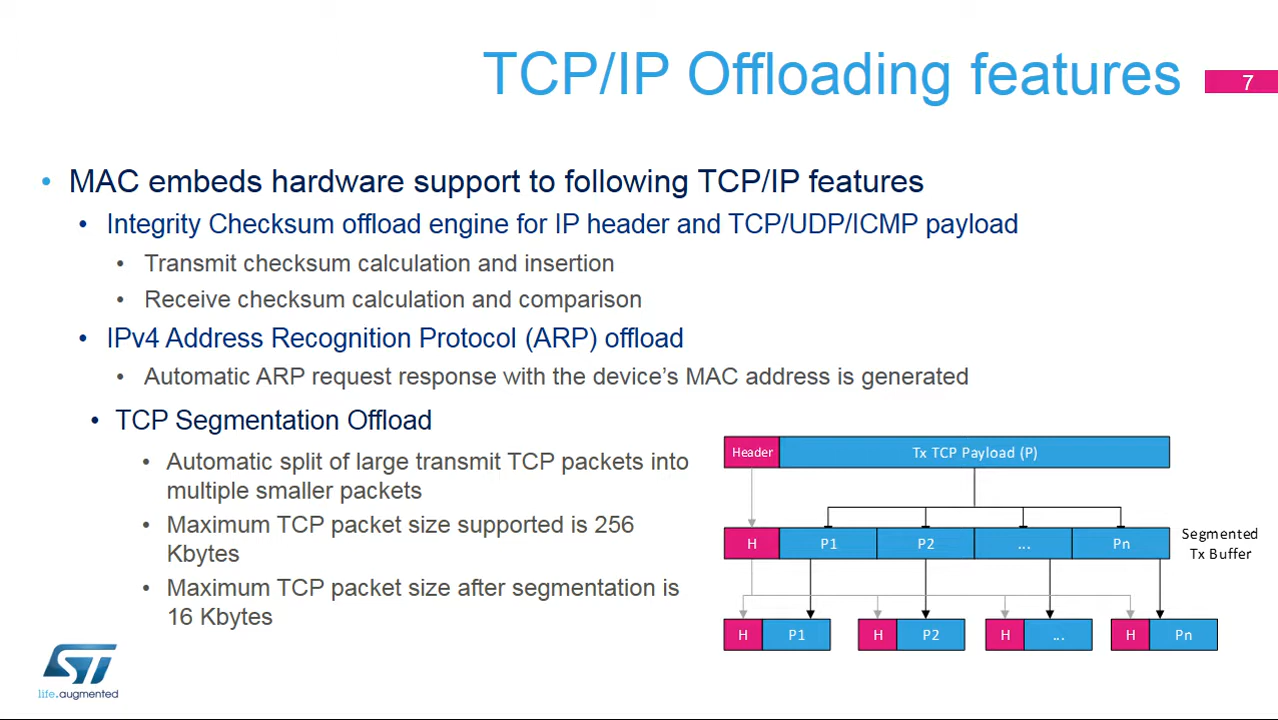 TCP/IP Offloading features
7
• MAC embeds hardware support to following TCP/IP features
• Integrity Checksum offload engine for IP header and TCP/UDP/ICMP payload
• Transmit checksum calculation and insertion
• Receive checksum calculation and comparison
• IPv4 Address Recognition Protocol (ARP) offload
• Automatic ARP request response with the device’s MAC address is generated
• TCP Segmentation Offload
• Automatic split of large transmit TCP packets into
multiple smaller packets
• Maximum TCP packet size supported is 256
Kbytes
• Maximum TCP packet size after segmentation is
16 Kbytes
Header Tx TCP Payload (P)
H P1 P2 ... Pn
Segmented
Tx Buffer
H P1 H P2 H ... H Pn
ST
life.augmented